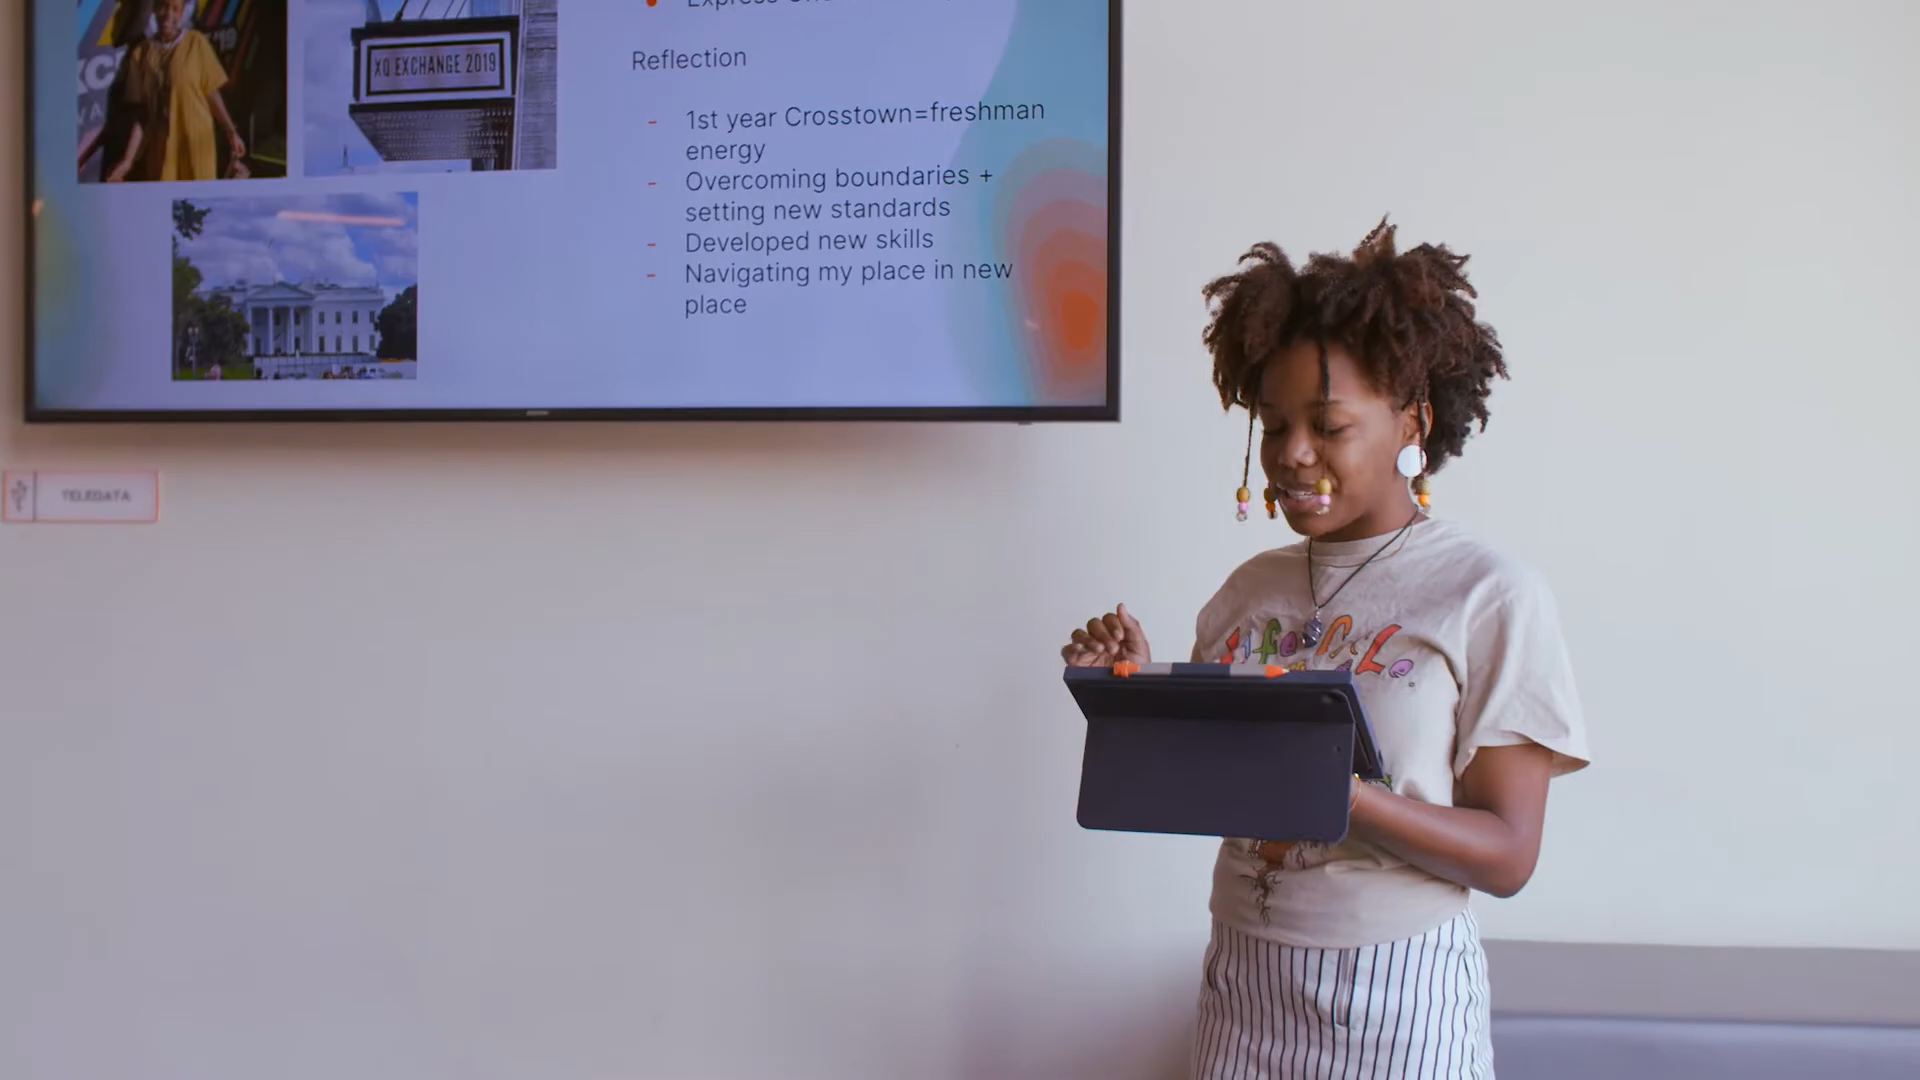 Express
XQ EXCHANGE 2019
Reflection
- 1st year Crosstown=freshman
energy
- Overcoming boundaries +
setting new standards
- Developed new skills
- Navigating my place in new
place
TELEDATA